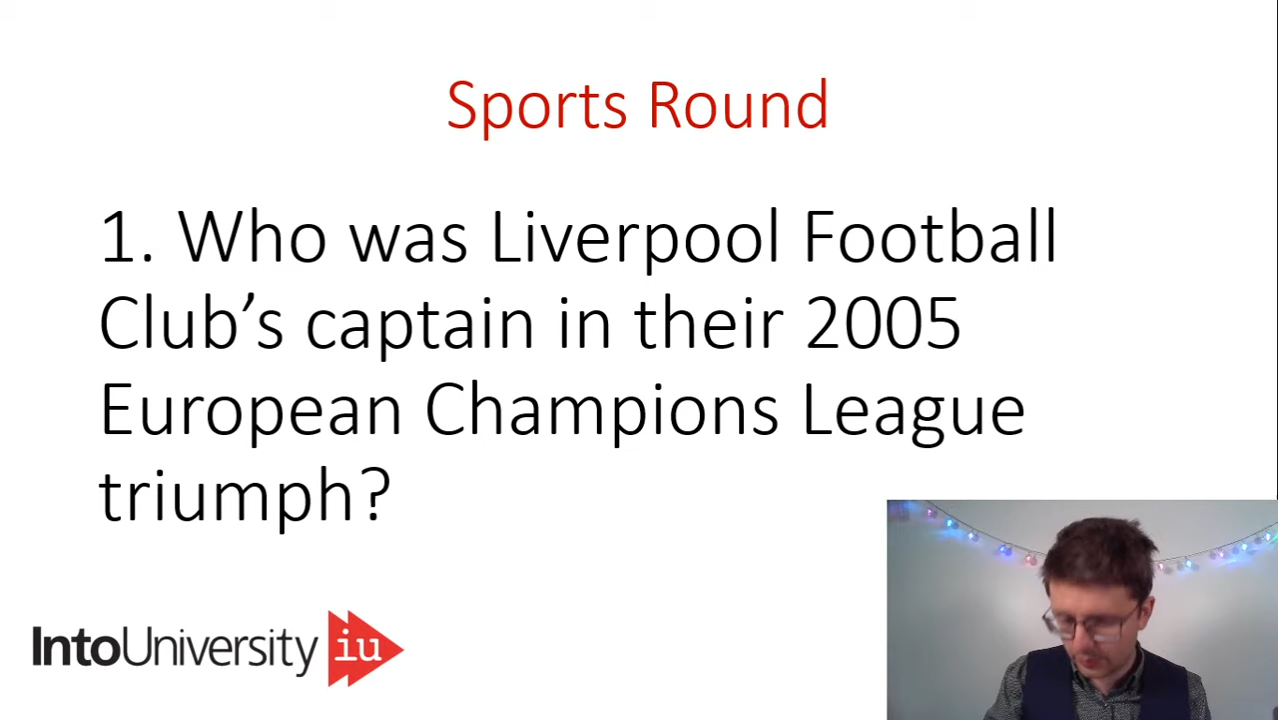 Sports Round
1. Who was Liverpool Football
Club’s captain in their 2005
European Champions League
triumph?
IntoUniversity iu